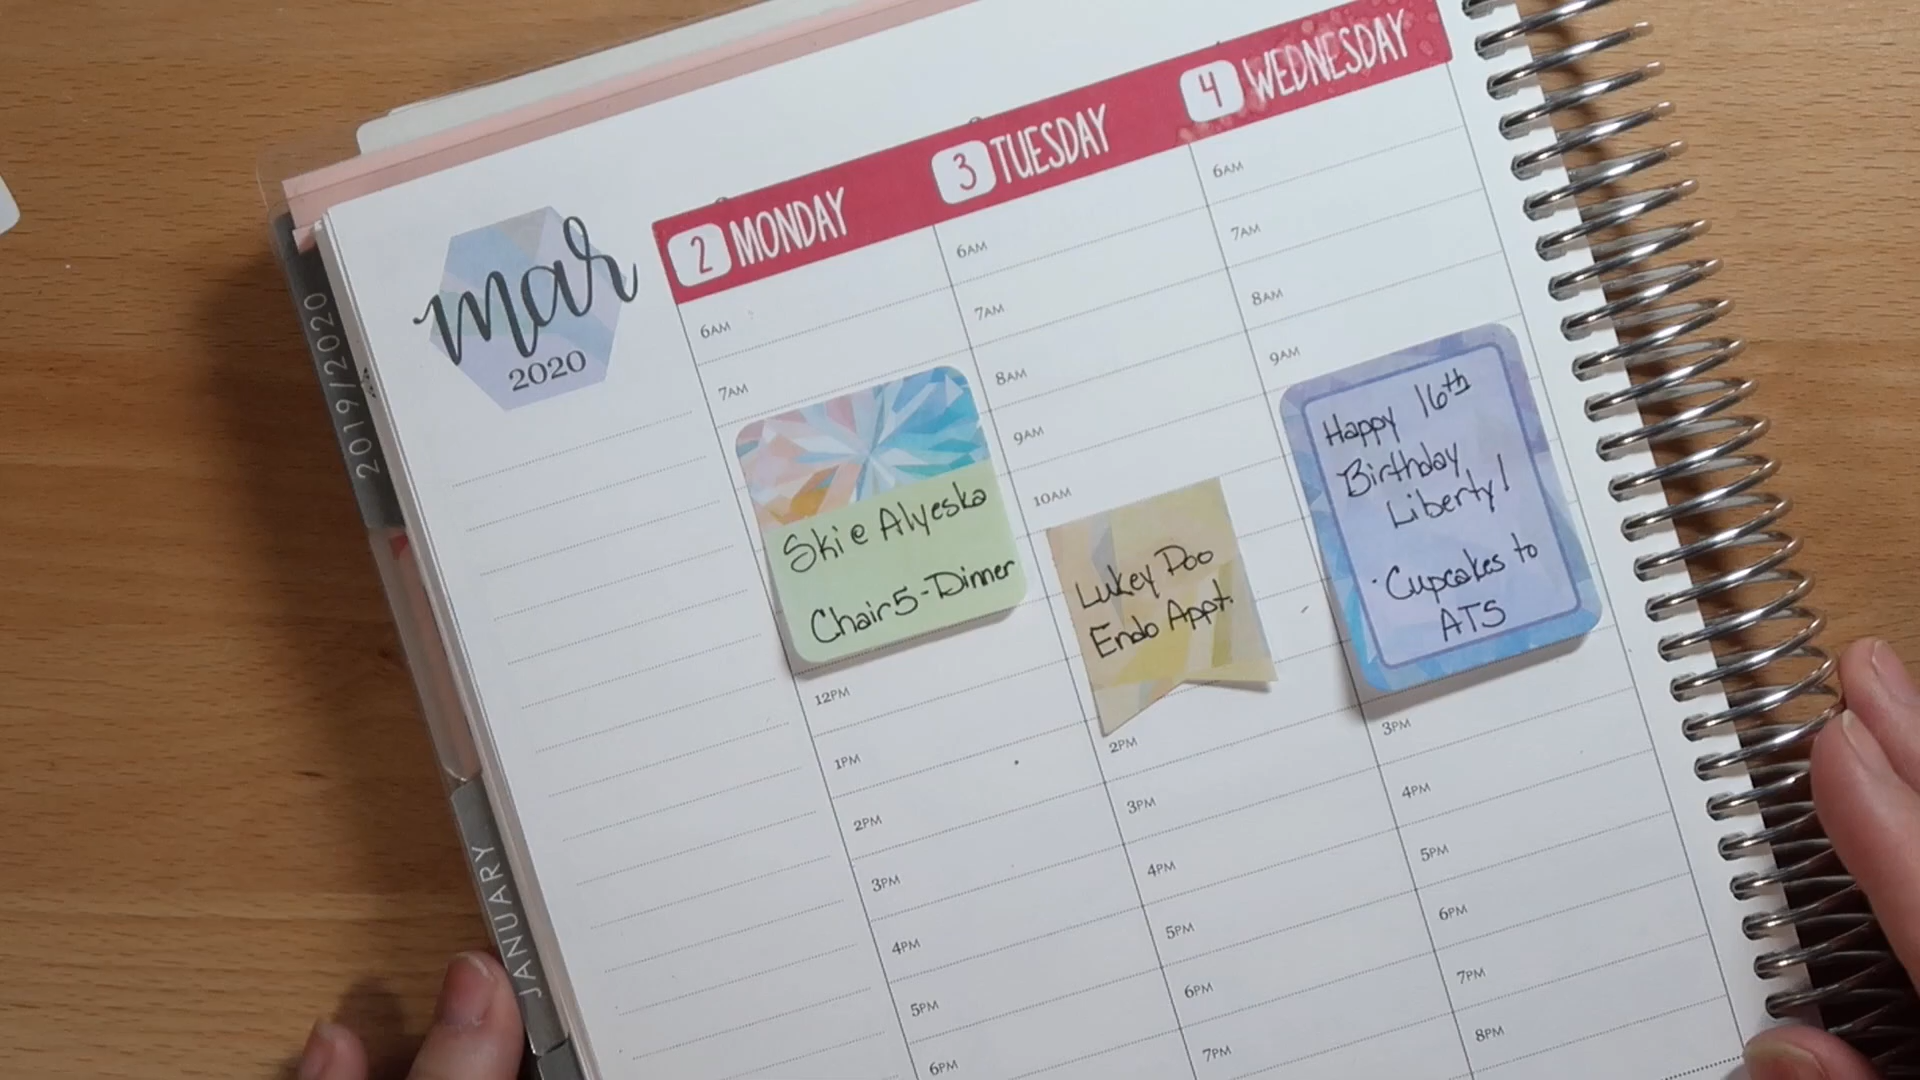 mar
2020
2 MONDAY
6AM
7AM
Ski @ Alyeska
Chair 5 - Dinner
12PM
1PM
2PM
3PM
4PM
5PM
6PM
3 TUESDAY
6AM
7AM
8AM
9AM
10AM
Lukey Doo
Endo Appt.
2PM
3PM
4PM
5PM
6PM
7PM
4 WEDNESDAY
6AM
7AM
8AM
9AM
Happy 16th
Birthday
Liberty!
· Cupcakes to
ATS
3PM
4PM
5PM
6PM
7PM
8PM
2019/2020
JANUARY